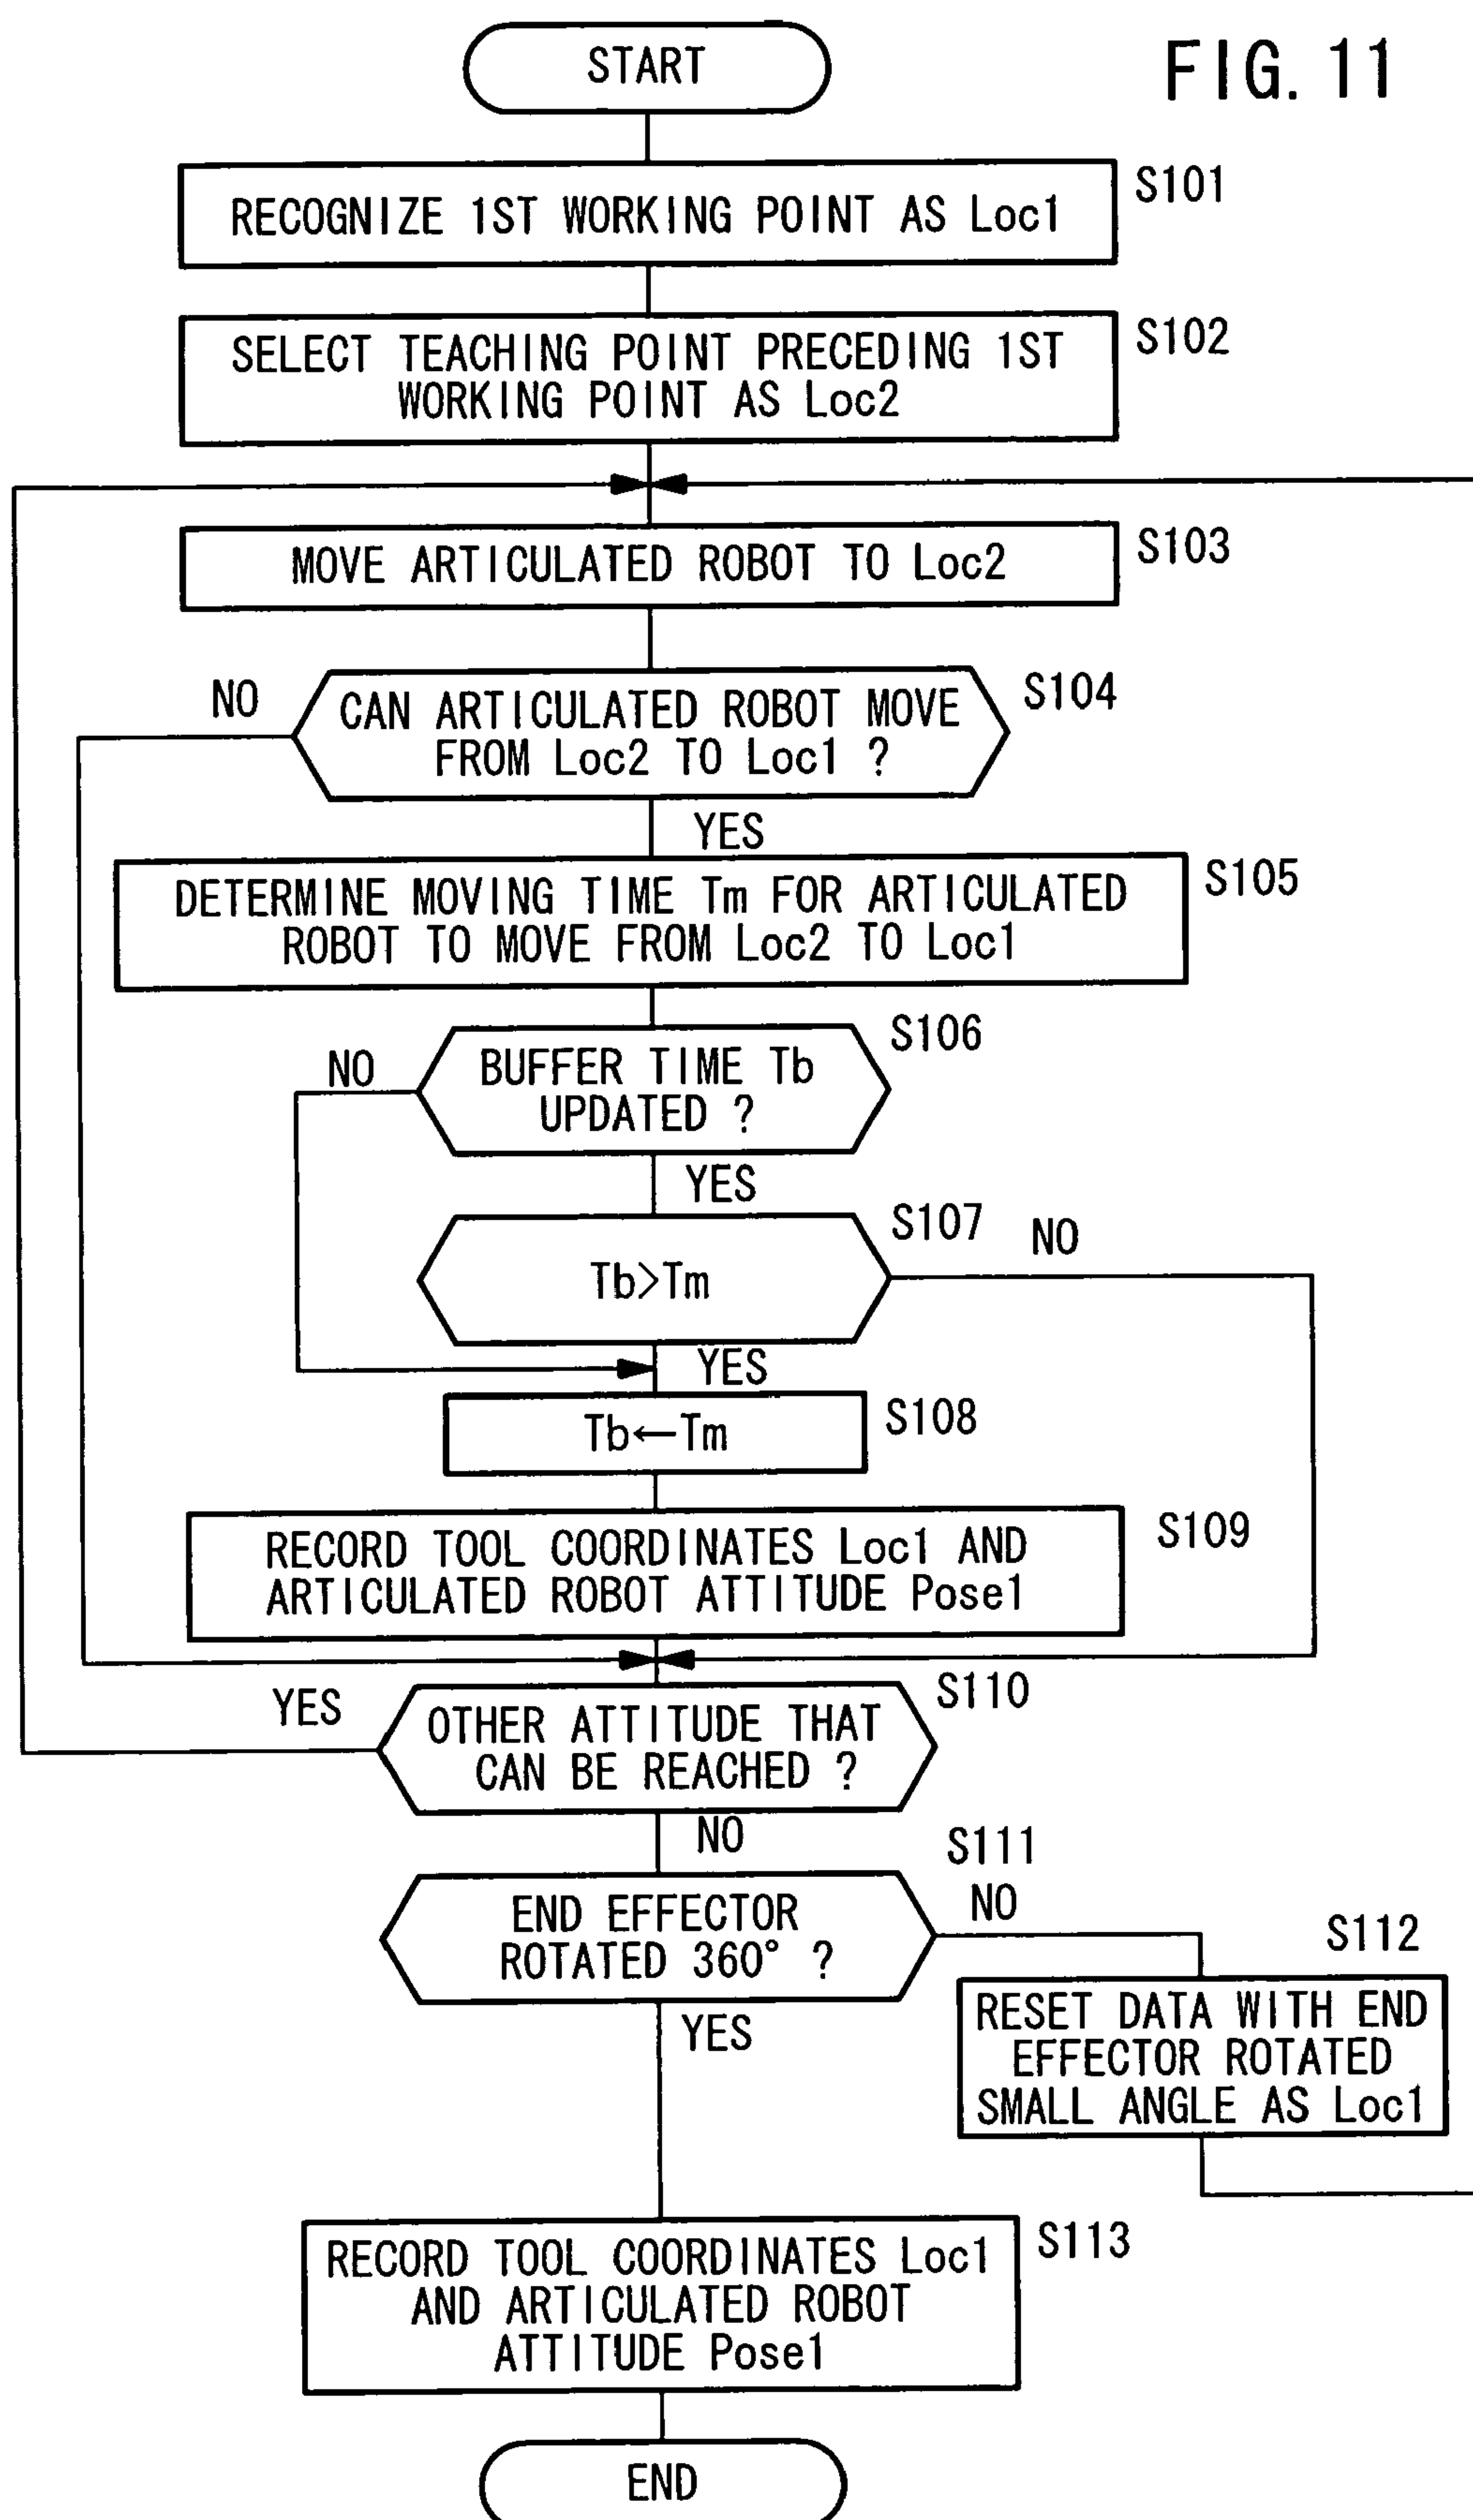 START
FIG. 11
RECOGNIZE 1ST WORKING POINT AS Loc1
S101
SELECT TEACHING POINT PRECEDING 1ST
WORKING POINT AS Loc2
S102
MOVE ARTICULATED ROBOT TO Loc2
S103
NO
CAN ARTICULATED ROBOT MOVE
FROM Loc2 TO Loc1 ?
S104
YES
DETERMINE MOVING TIME Tm FOR ARTICULATED
ROBOT TO MOVE FROM Loc2 TO Loc1
S105
NO
BUFFER TIME Tb
UPDATED ?
S106
YES
Tb>Tm
S107
NO
YES
Tb←Tm
S108
RECORD TOOL COORDINATES Loc1 AND
ARTICULATED ROBOT ATTITUDE Pose1
S109
YES
OTHER ATTITUDE THAT
CAN BE REACHED ?
S110
NO
END EFFECTOR
ROTATED 360° ?
S111
NO
YES
S112
RESET DATA WITH END
EFFECTOR ROTATED
SMALL ANGLE AS Loc1
RECORD TOOL COORDINATES Loc1
AND ARTICULATED ROBOT
ATTITUDE Pose1
S113
END